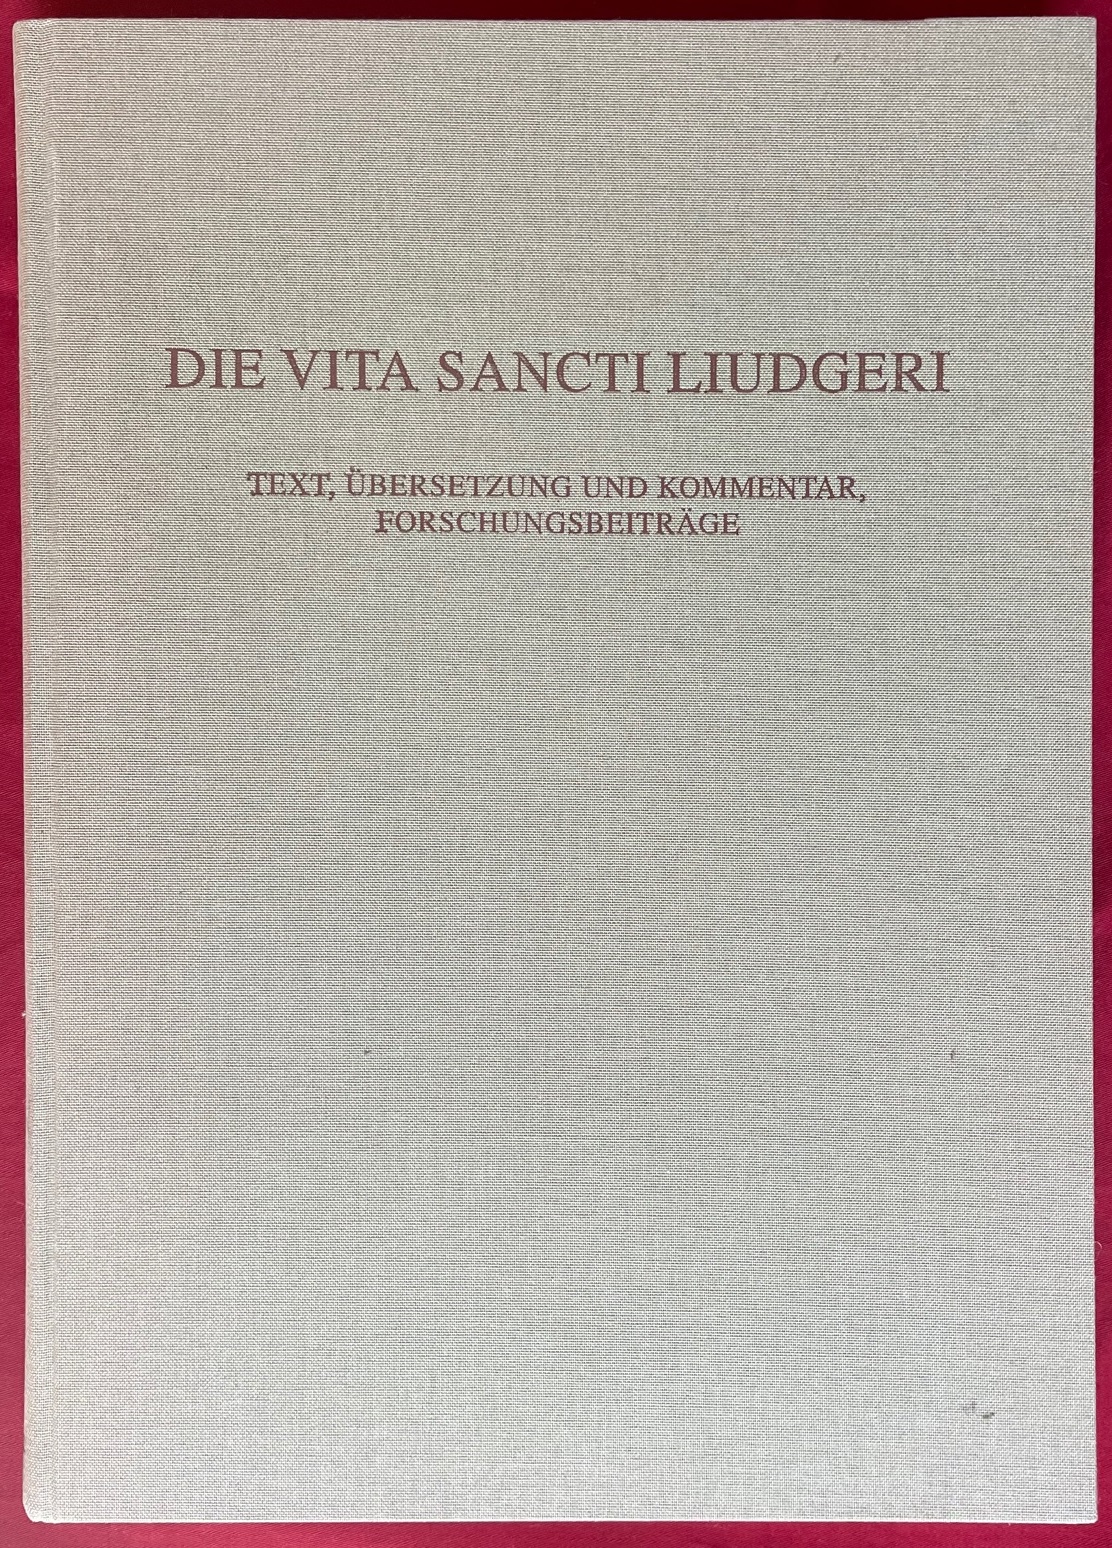 DIE VITA SANCTI LIUDGERI
TEXT, ÜBERSETZUNG UND KOMMENTAR,
FORSCHUNGSBEITRÄGE